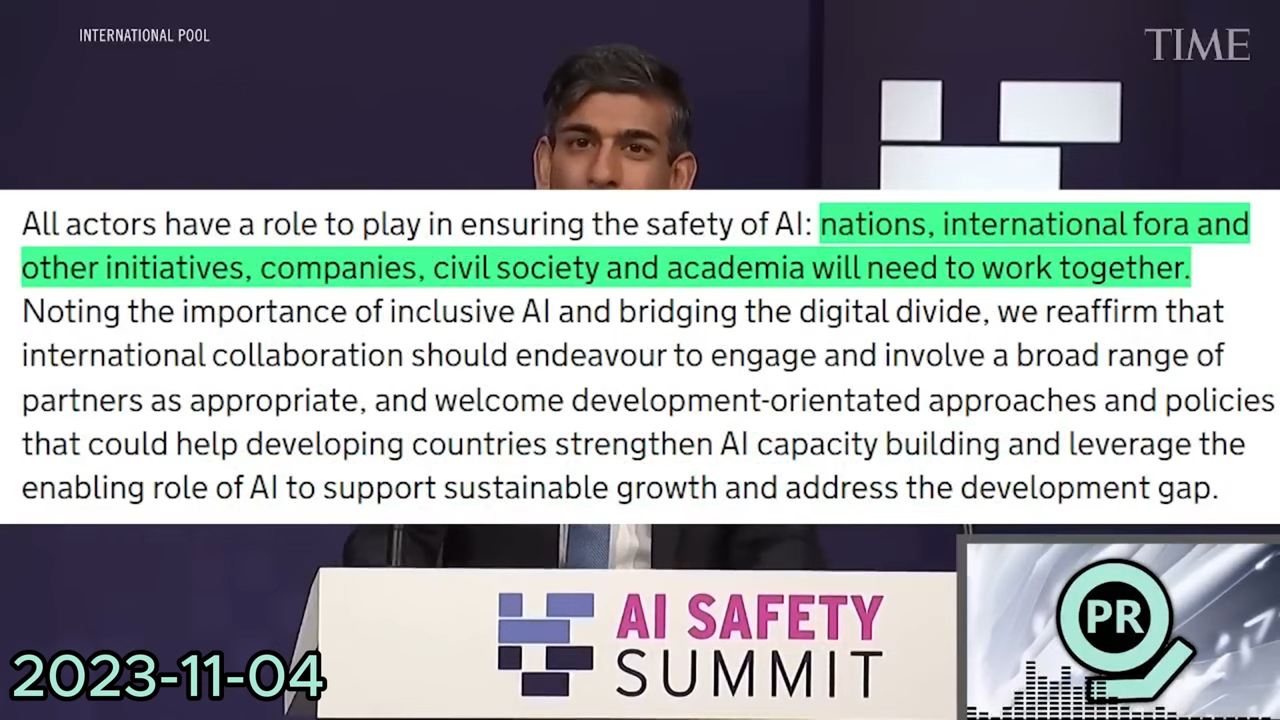 INTERNATIONAL POOL
TIME
All actors have a role to play in ensuring the safety of AI: nations, international fora and
other initiatives, companies, civil society and academia will need to work together.
Noting the importance of inclusive AI and bridging the digital divide, we reaffirm that
international collaboration should endeavour to engage and involve a broad range of
partners as appropriate, and welcome development-orientated approaches and policies
that could help developing countries strengthen AI capacity building and leverage the
enabling role of AI to support sustainable growth and address the development gap.
AI SAFETY
SUMMIT
PR
2023-11-04